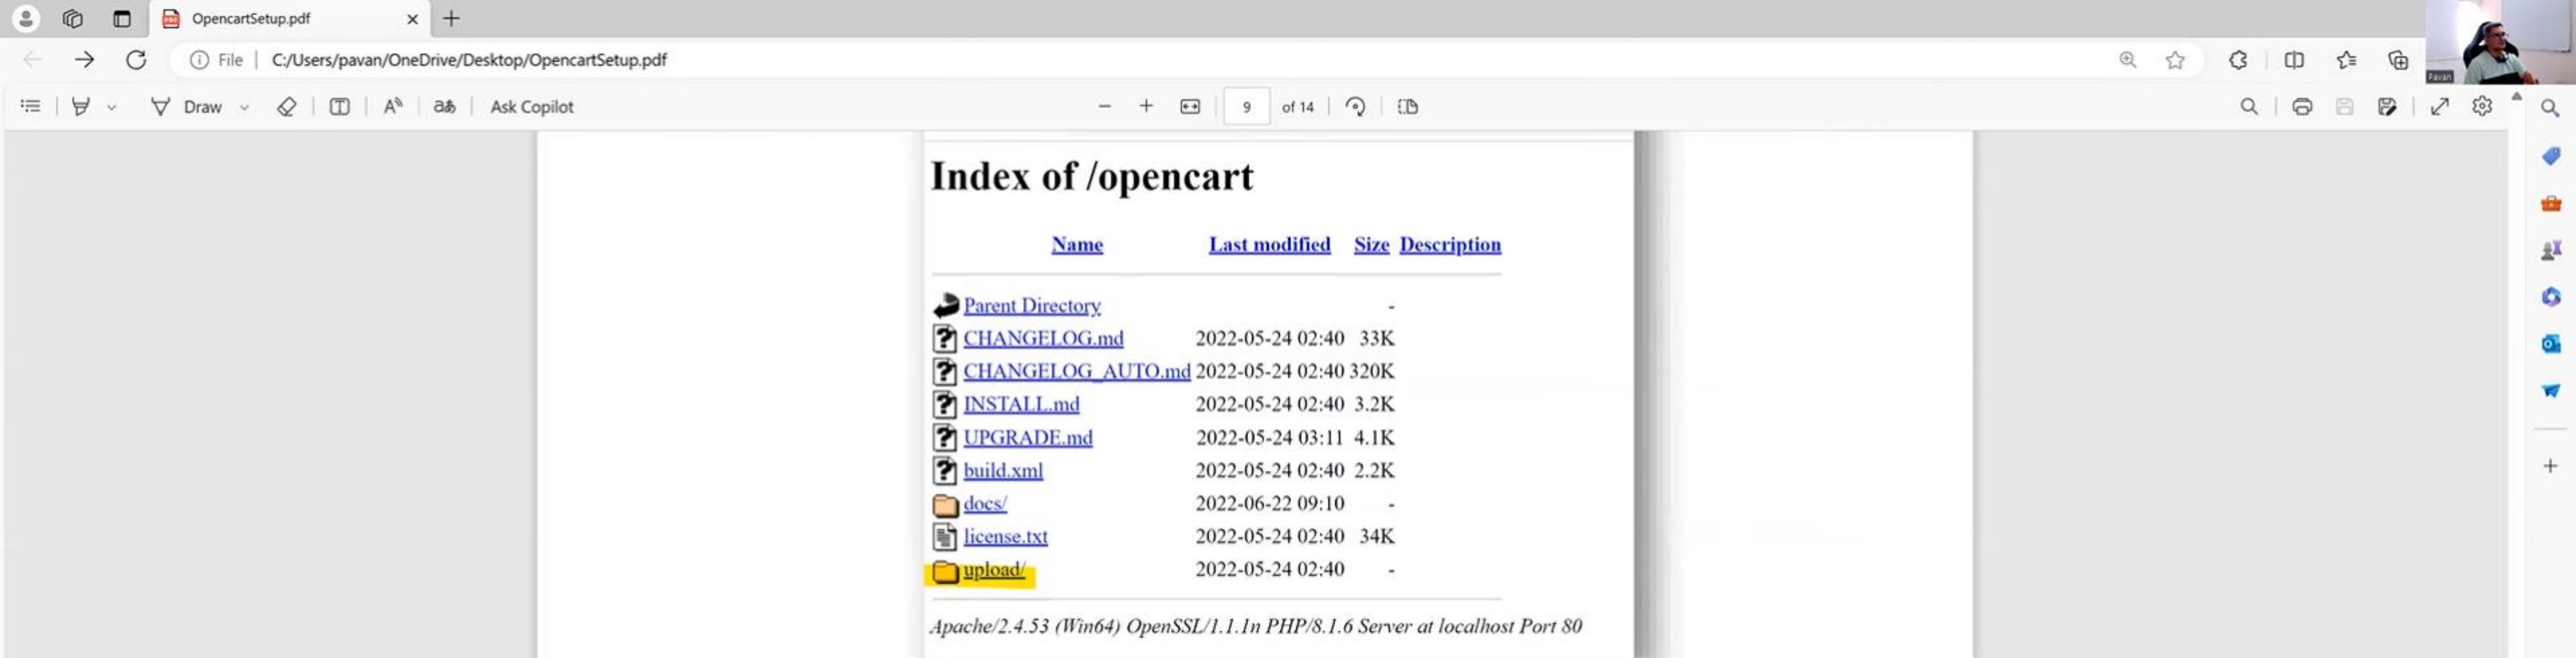 OpencartSetup.pdf
File C:/Users/pavan/OneDrive/Desktop/OpencartSetup.pdf
Pavan
Draw Ask Copilot 9 of 14
Index of /opencart
Name Last modified Size Description
Parent Directory -
CHANGELOG.md 2022-05-24 02:40 33K
CHANGELOG_AUTO.md 2022-05-24 02:40 320K
INSTALL.md 2022-05-24 02:40 3.2K
UPGRADE.md 2022-05-24 03:11 4.1K
build.xml 2022-05-24 02:40 2.2K
docs/ 2022-06-22 09:10 -
license.txt 2022-05-24 02:40 34K
upload/ 2022-05-24 02:40 -
Apache/2.4.53 (Win64) OpenSSL/1.1.1n PHP/8.1.6 Server at localhost Port 80